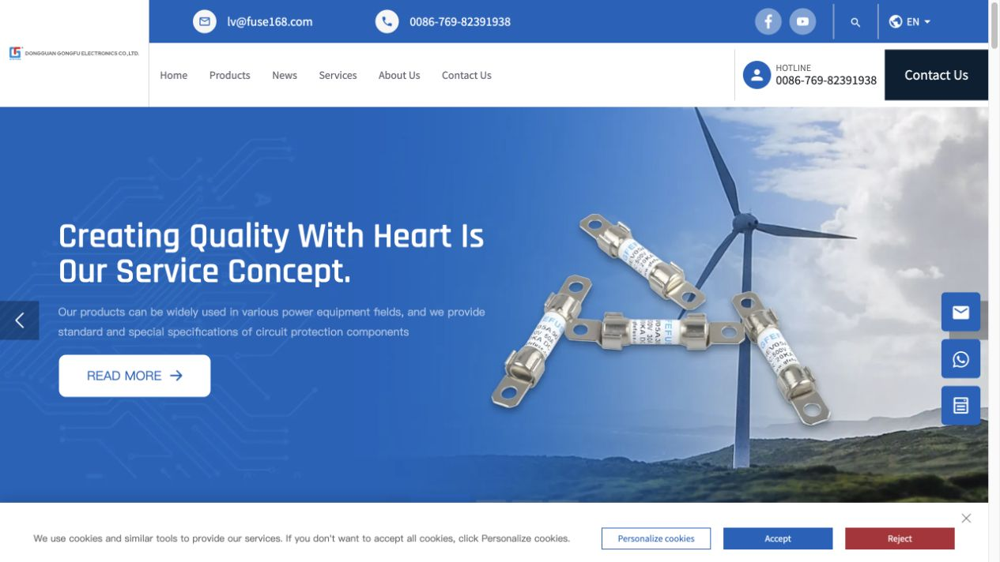 lv@fuse168.com
0086-769-82391938
EN
DONGGUAN GONGFU ELECTRONICS CO.,LTD.
Home
Products
News
Services
About Us
Contact Us
HOTLINE
0086-769-82391938
Contact Us
Creating Quality With Heart Is
Our Service Concept.
Our products can be widely used in various power equipment fields, and we provide
standard and special specifications of circuit protection components
READ MORE
We use cookies and similar tools to provide our services. If you don't want to accept all cookies, click Personalize cookies.
Personalize cookies
Accept
Reject